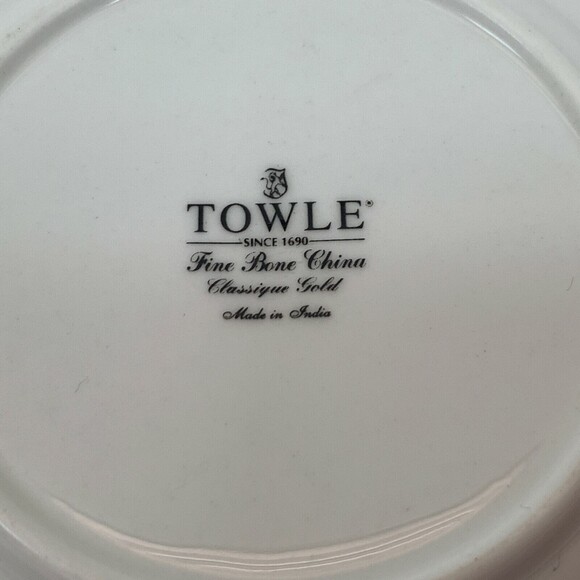 TOWLE®
SINCE 1690
Fine Bone China
Classique Gold
Made in India